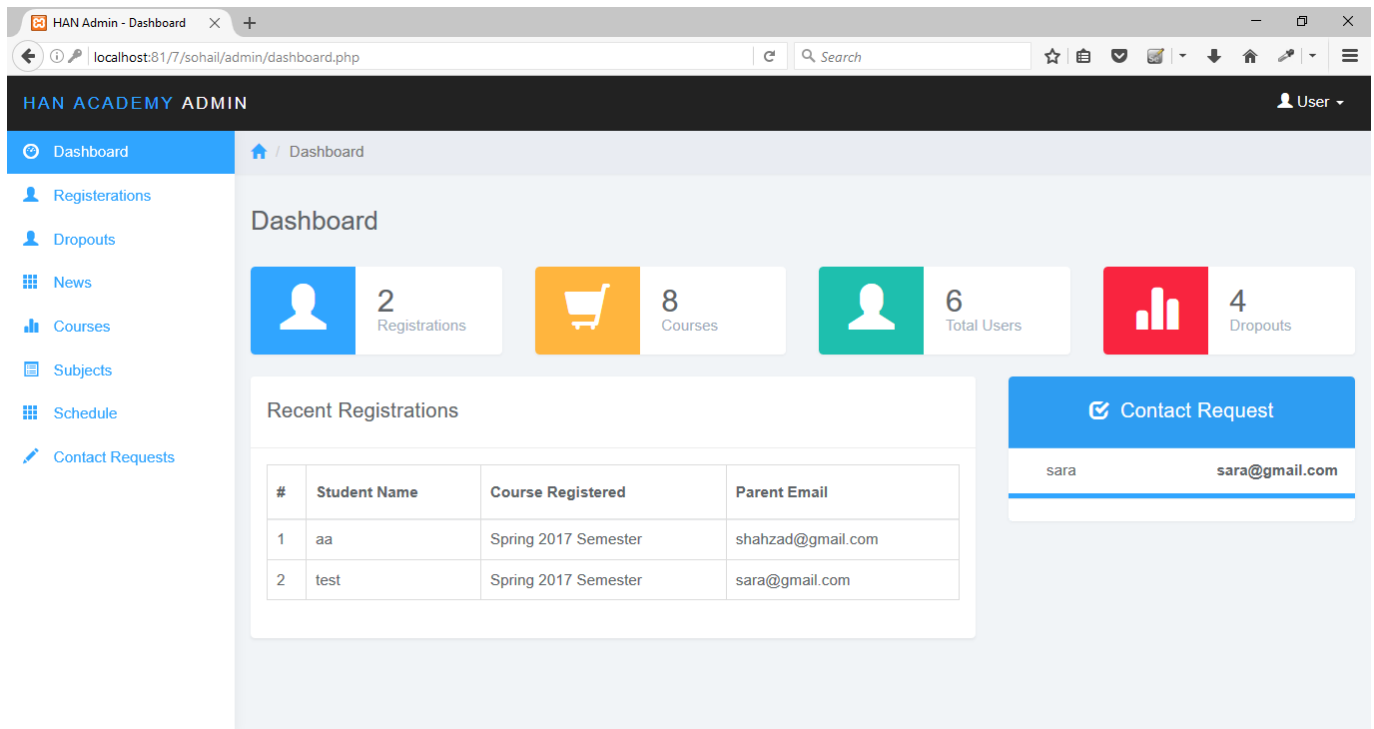 HAN Admin - Dashboard
localhost:81/7/sohail/admin/dashboard.php
Search
HAN ACADEMY ADMIN
User
Dashboard
Registerations
Dropouts
News
Courses
Subjects
Schedule
Contact Requests
/ Dashboard
Dashboard
2
Registrations
8
Courses
6
Total Users
4
Dropouts
Recent Registrations
# Student Name Course Registered Parent Email
1 aa Spring 2017 Semester shahzad@gmail.com
2 test Spring 2017 Semester sara@gmail.com
Contact Request
sara sara@gmail.com